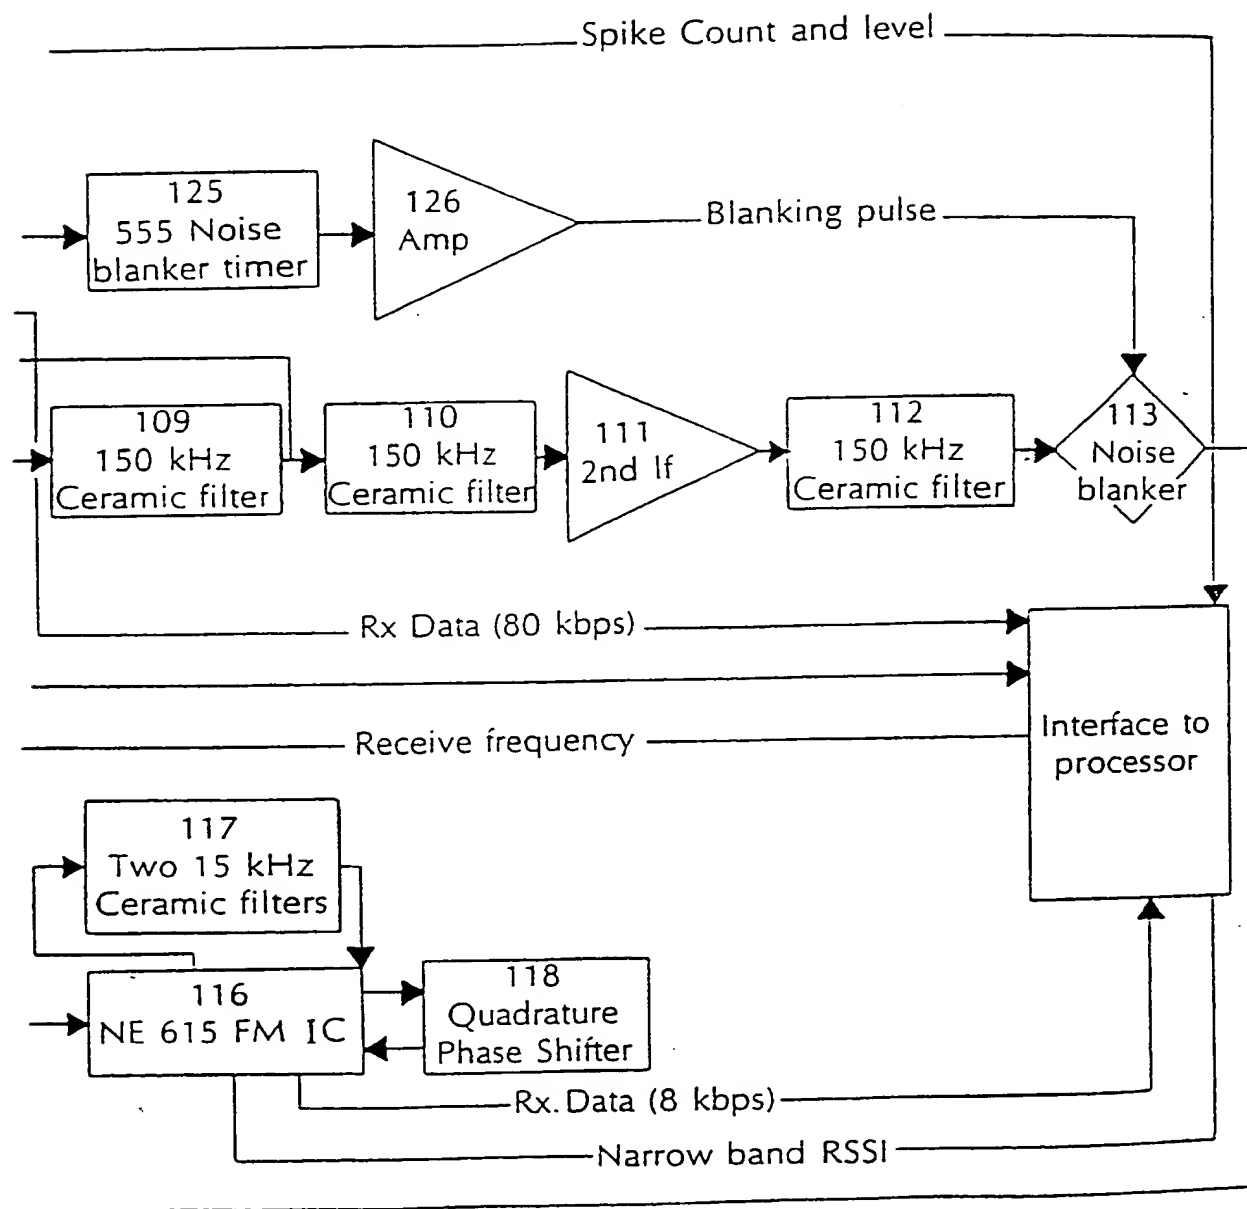 Spike Count and level
125
555 Noise
blanker timer
126
Amp
Blanking pulse
109
150 kHz
Ceramic filter
110
150 kHz
Ceramic filter
111
2nd If
112
150 kHz
Ceramic filter
113
Noise
blanker
Rx Data (80 kbps)
Receive frequency
Interface to
processor
117
Two 15 kHz
Ceramic filters
116
NE 615 FM IC
118
Quadrature
Phase Shifter
Rx. Data (8 kbps)
Narrow band RSSI